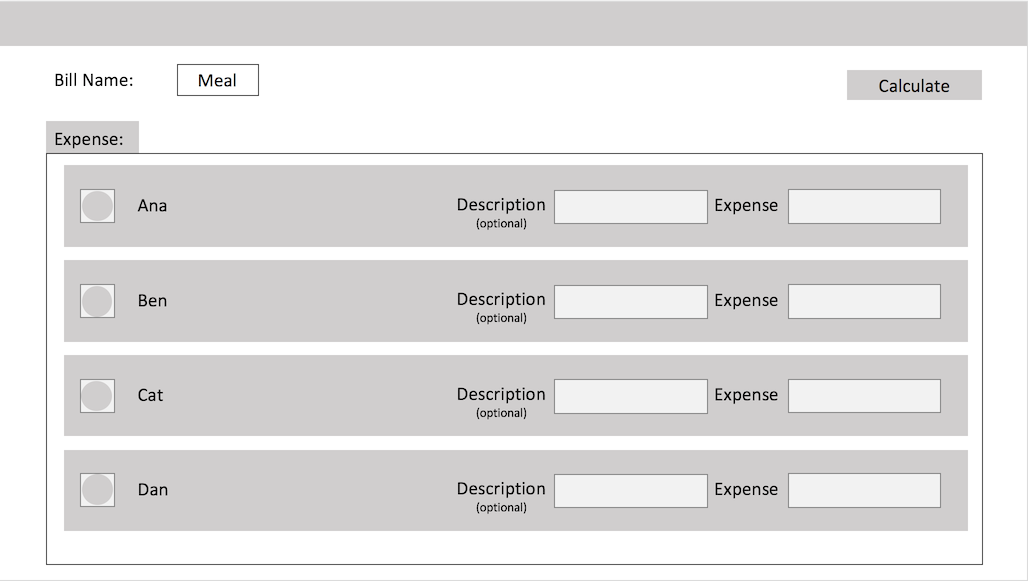 Bill Name: Meal
Calculate
Expense:
Ana Description Expense
(optional)
Ben Description Expense
(optional)
Cat Description Expense
(optional)
Dan Description Expense
(optional)